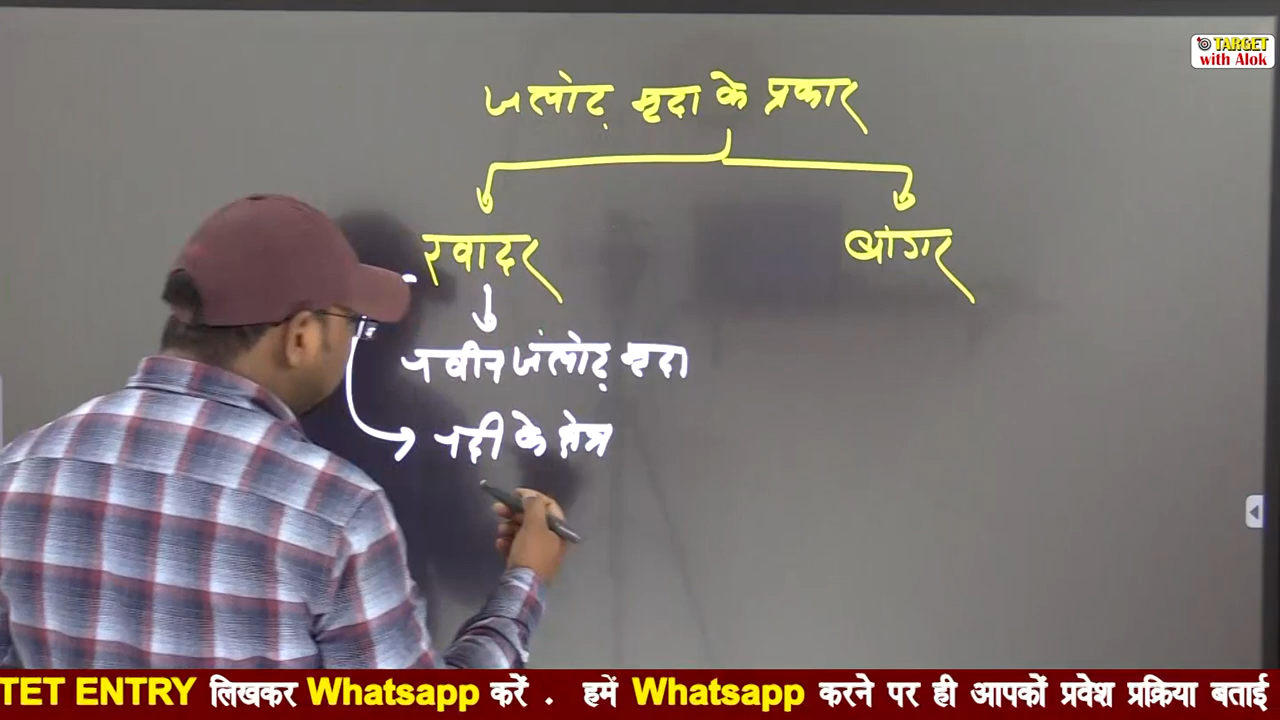 TARGET
with Alok
जलोढ़ मृदा के प्रकार
खादर
बांगर
नवीन जलोढ़ मृदा
नदी के क्षेत्र
TET ENTRY लिखकर Whatsapp करें . हमें Whatsapp करने पर ही आपकों प्रवेश प्रक्रिया बताई